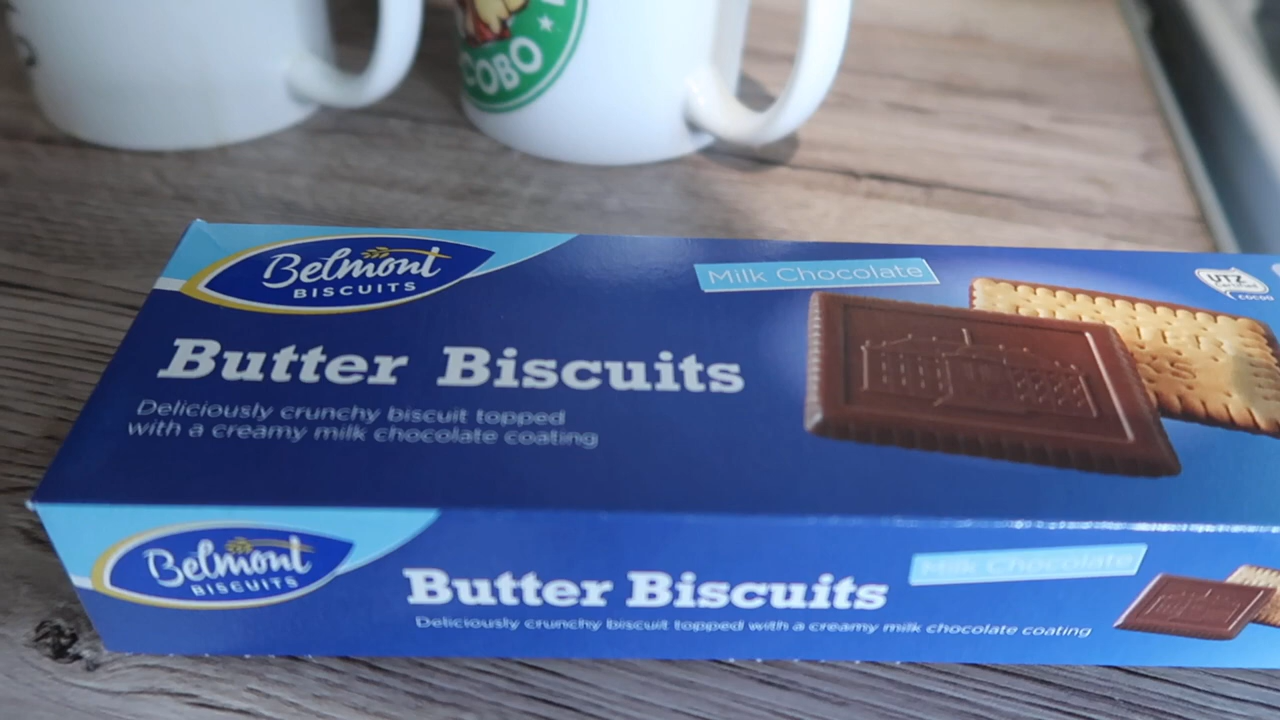 COBO
Belmont
BISCUITS
Milk Chocolate
UTZ
cocoa
Butter Biscuits
Deliciously crunchy biscuit topped
with a creamy milk chocolate coating
Belmont
BISCUITS
Butter Biscuits
Milk Chocolate
Deliciously crunchy biscuit topped with a creamy milk chocolate coating